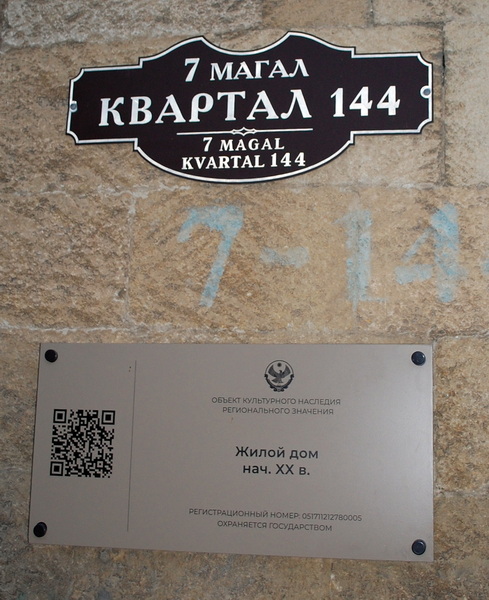 7 МАГАЛ
КВАРТАЛ 144
7 MAGAL
KVARTAL 144
7-14
ОБЪЕКТ КУЛЬТУРНОГО НАСЛЕДИЯ
РЕГИОНАЛЬНОГО ЗНАЧЕНИЯ
Жилой дом
нач. XX в.
РЕГИСТРАЦИОННЫЙ НОМЕР: 051711212780005
ОХРАНЯЕТСЯ ГОСУДАРСТВОМ